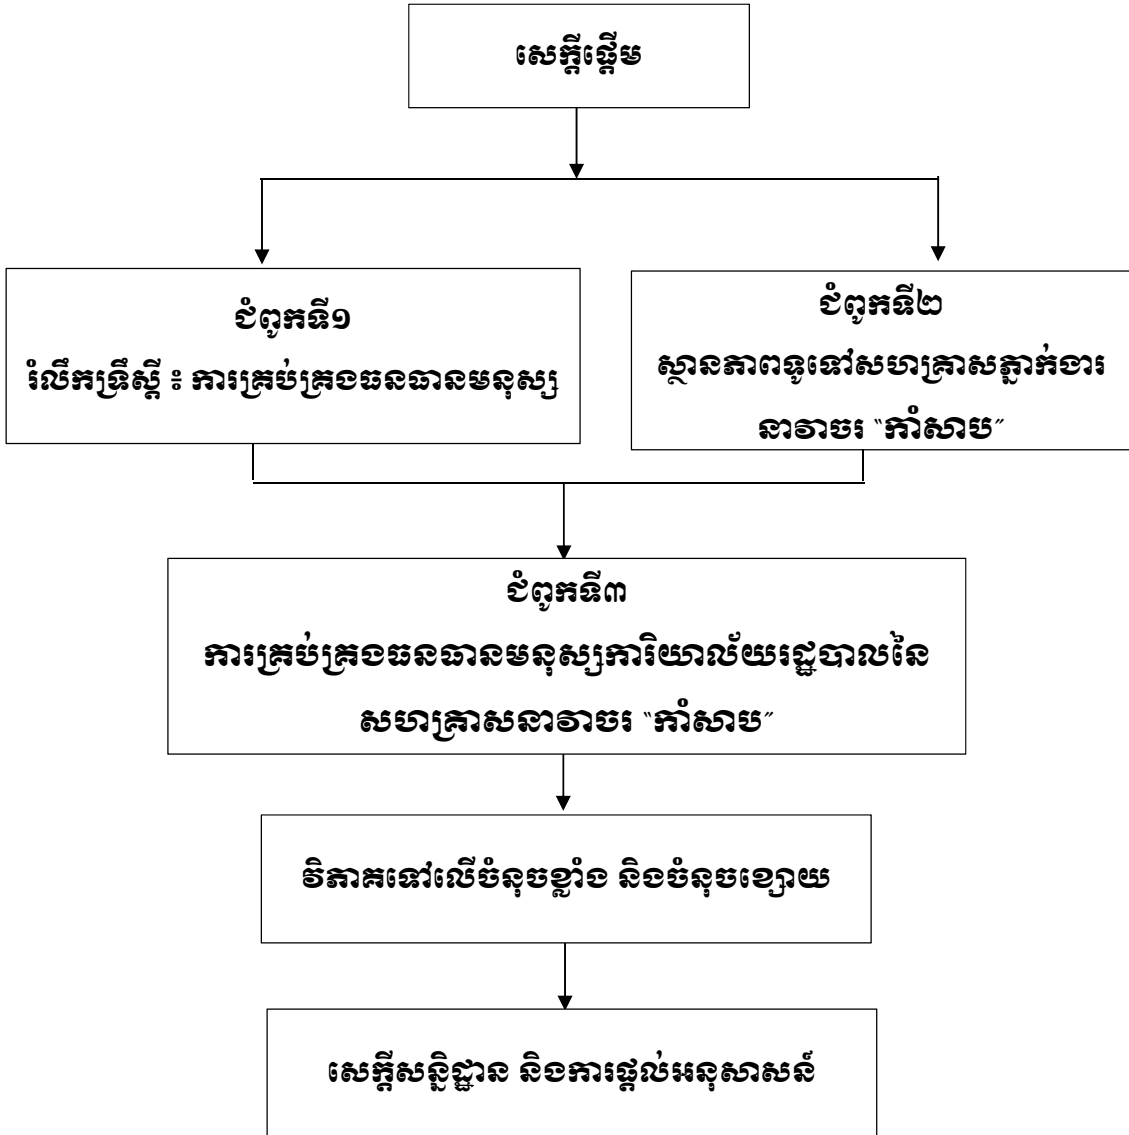 សេក្តីផ្តើម
ជំពូកទី១
រំលឹកទ្រឹស្តី ៖ ការគ្រប់គ្រងធនធានមនុស្ស
ជំពូកទី២
ស្ថានភាពទូទៅសហគ្រាសភ្នាក់ងារ
នាវាចរ “កាំសាប”
ជំពូកទី៣
ការគ្រប់គ្រងធនធានមនុស្សការិយាល័យរដ្ឋបាលនៃ
សហគ្រាសនាវាចរ “កាំសាប”
វិភាគទៅលើចំនុចខ្លាំង និងចំនុចខ្សោយ
សេក្តីសន្និដ្ឋាន និងការផ្តល់អនុសាសន៍